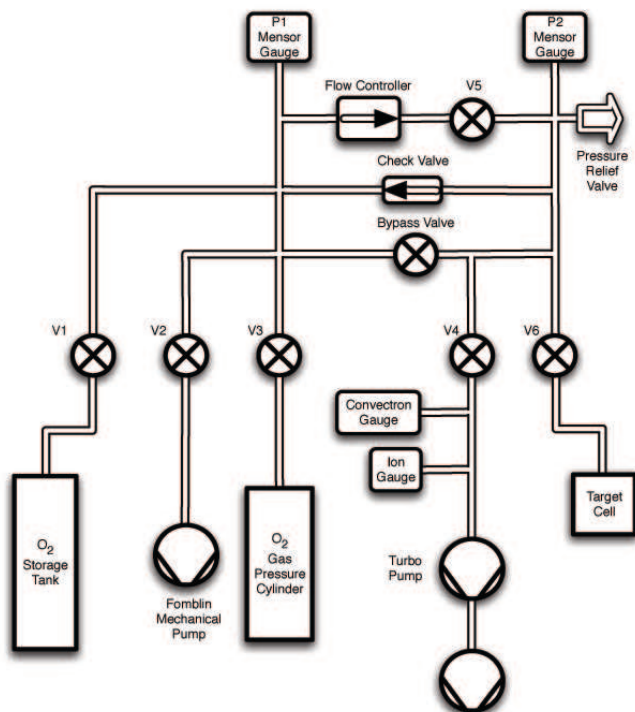 P1
Mensor
Gauge
P2
Mensor
Gauge
Flow Controller
V5
Pressure
Relief
Valve
Check Valve
Bypass Valve
V1
V2
V3
V4
V6
Convectron
Gauge
Ion
Gauge
O2
Storage
Tank
Fomblin
Mechanical
Pump
O2
Gas
Pressure
Cylinder
Turbo
Pump
Target
Cell